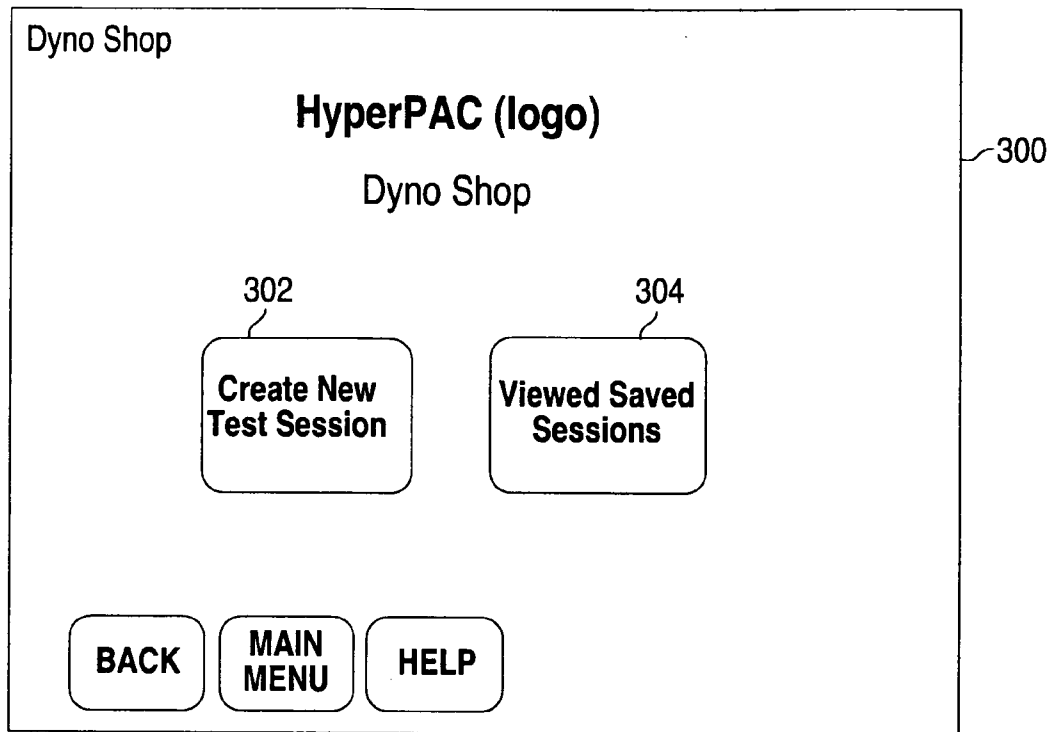 Dyno Shop
HyperPAC (logo)
300
Dyno Shop
302
304
Create New
Test Session
Viewed Saved
Sessions
BACK
MAIN
MENU
HELP